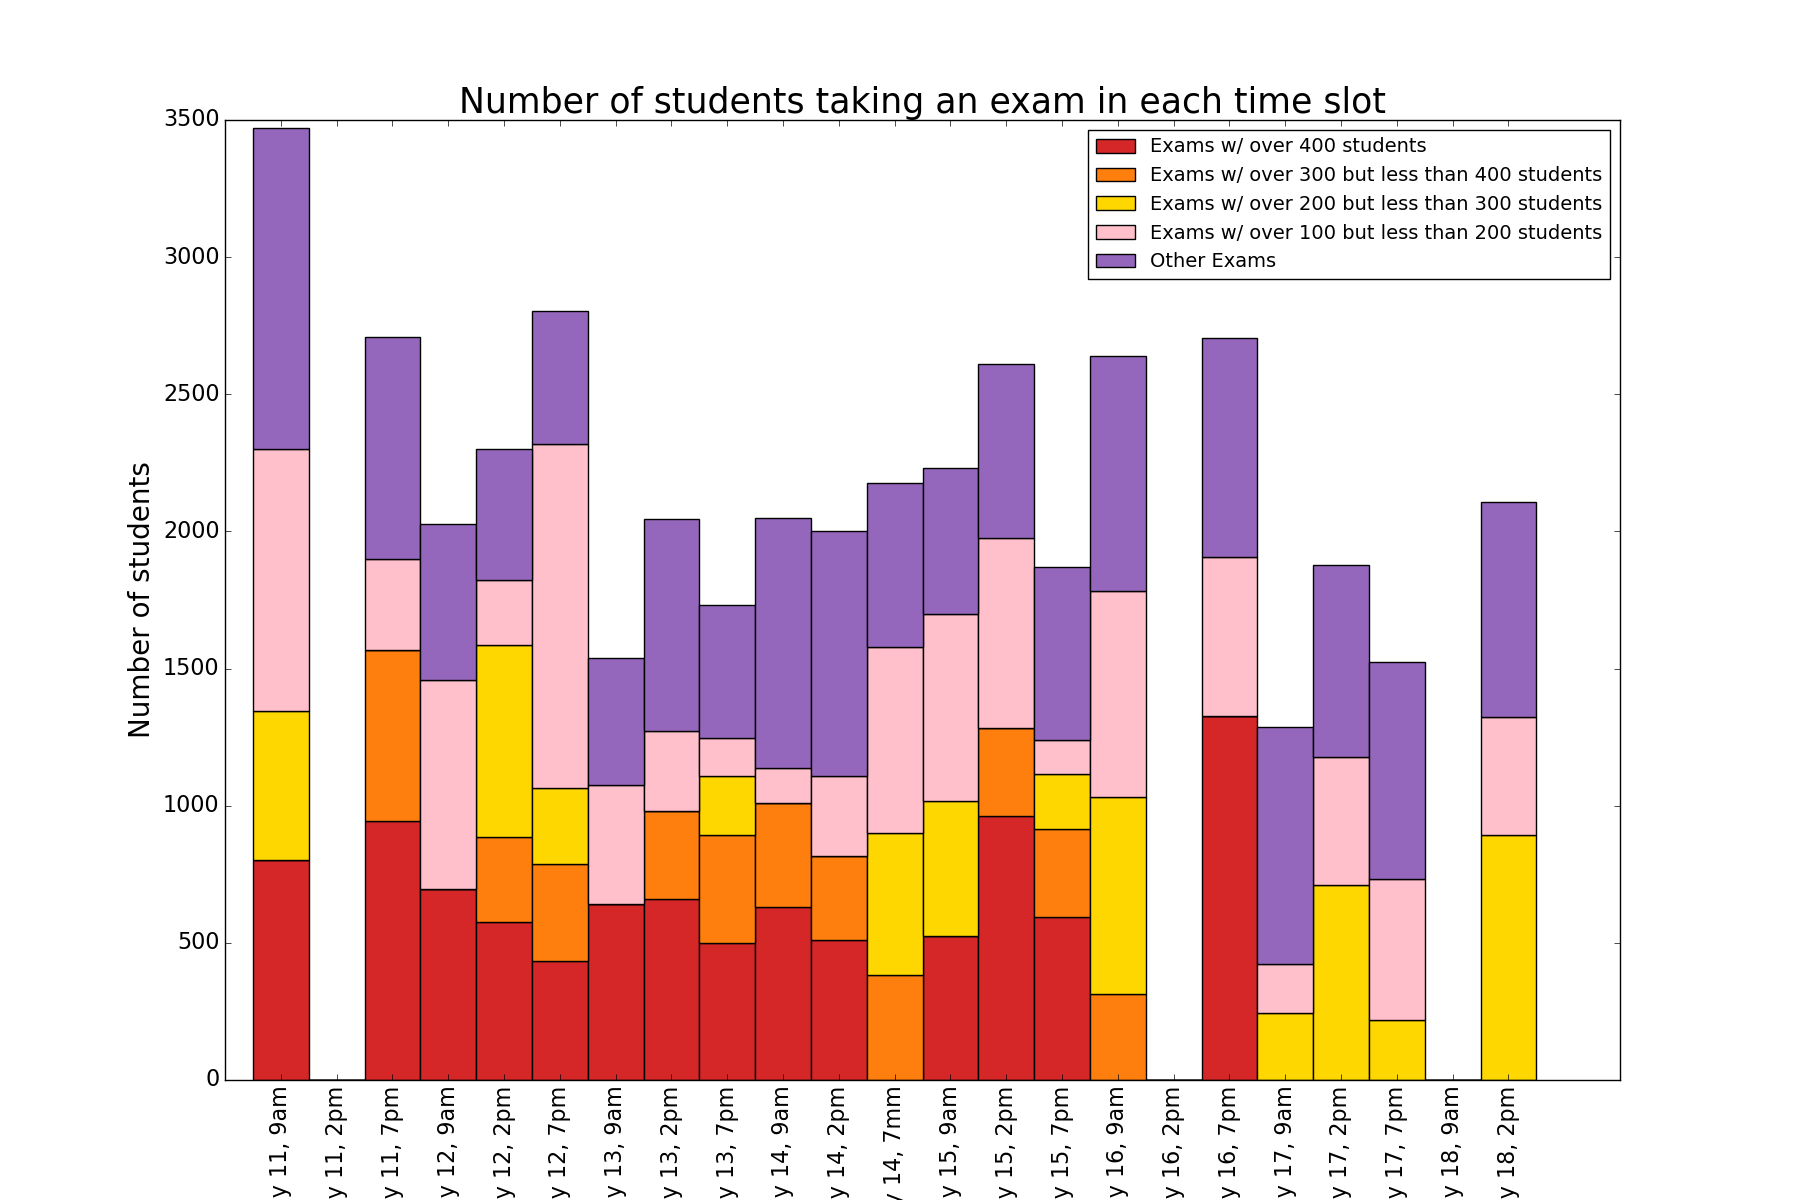 Number of students taking an exam in each time slot
Exams w/ over 400 students
Exams w/ over 300 but less than 400 students
Exams w/ over 200 but less than 300 students
Exams w/ over 100 but less than 200 students
Other Exams
Number of students
3500
3000
2500
2000
1500
1000
500
0
y 11, 9am
y 11, 2pm
y 11, 7pm
y 12, 9am
y 12, 2pm
y 12, 7pm
y 13, 9am
y 13, 2pm
y 13, 7pm
y 14, 9am
y 14, 2pm
y 14, 7mm
y 15, 9am
y 15, 2pm
y 15, 7pm
y 16, 9am
y 16, 2pm
y 16, 7pm
y 17, 9am
y 17, 2pm
y 17, 7pm
y 18, 9am
y 18, 2pm